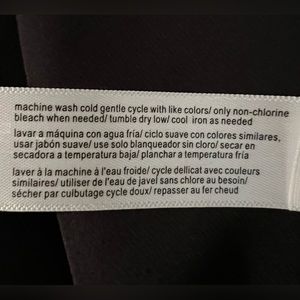 machine wash cold gentle cycle with like colors/ only non-chlorine
bleach when needed/ tumble dry low/ cool iron as needed
lavar a máquina con agua fría/ ciclo suave con colores similares,
usar jabón suave/ use solo blanqueador sin cloro/ secar en
secadora a temperatura baja/ planchar a temperatura fría
laver à la machine à l'eau froide/ cycle dellicat avec couleurs
similaires/ utiliser de l'eau de javel sans chlore au besoin/
sécher par culbutage cycle doux/ repasser au fer cheud